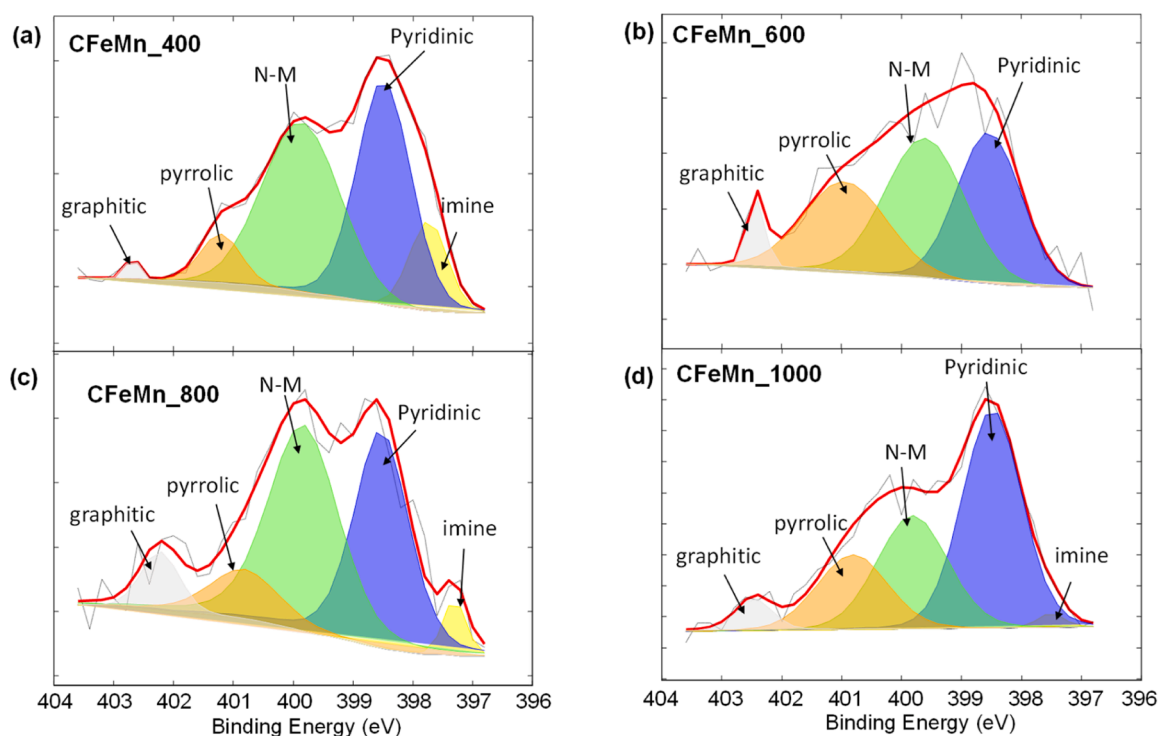 (a)
CFeMn_400
N-M
Pyridinic
pyrrolic
graphitic
imine
(b)
CFeMn_600
N-M
Pyridinic
pyrrolic
graphitic
(c)
CFeMn_800
N-M
Pyridinic
pyrrolic
graphitic
imine
404 403 402 401 400 399 398 397 396
Binding Energy (eV)
(d)
CFeMn_1000
Pyridinic
N-M
pyrrolic
graphitic
imine
404 403 402 401 400 399 398 397 396
Binding Energy (eV)